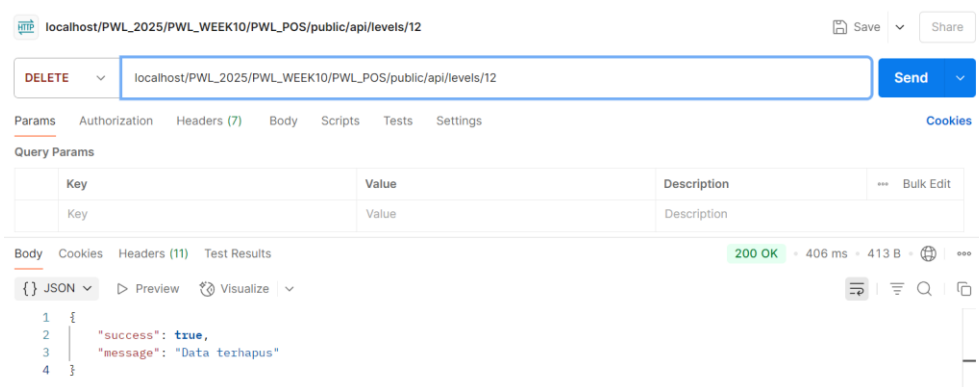 HTTP localhost/PWL_2025/PWL_WEEK10/PWL_POS/public/api/levels/12 Save Share
DELETE localhost/PWL_2025/PWL_WEEK10/PWL_POS/public/api/levels/12 Send
Params Authorization Headers (7) Body Scripts Tests Settings Cookies
Query Params
Key Value Description ••• Bulk Edit
Key Value Description
Body Cookies Headers (11) Test Results 200 OK • 406 ms • 413 B • •••
{} JSON Preview Visualize
1 {
2 "success": true,
3 "message": "Data terhapus"
4 }